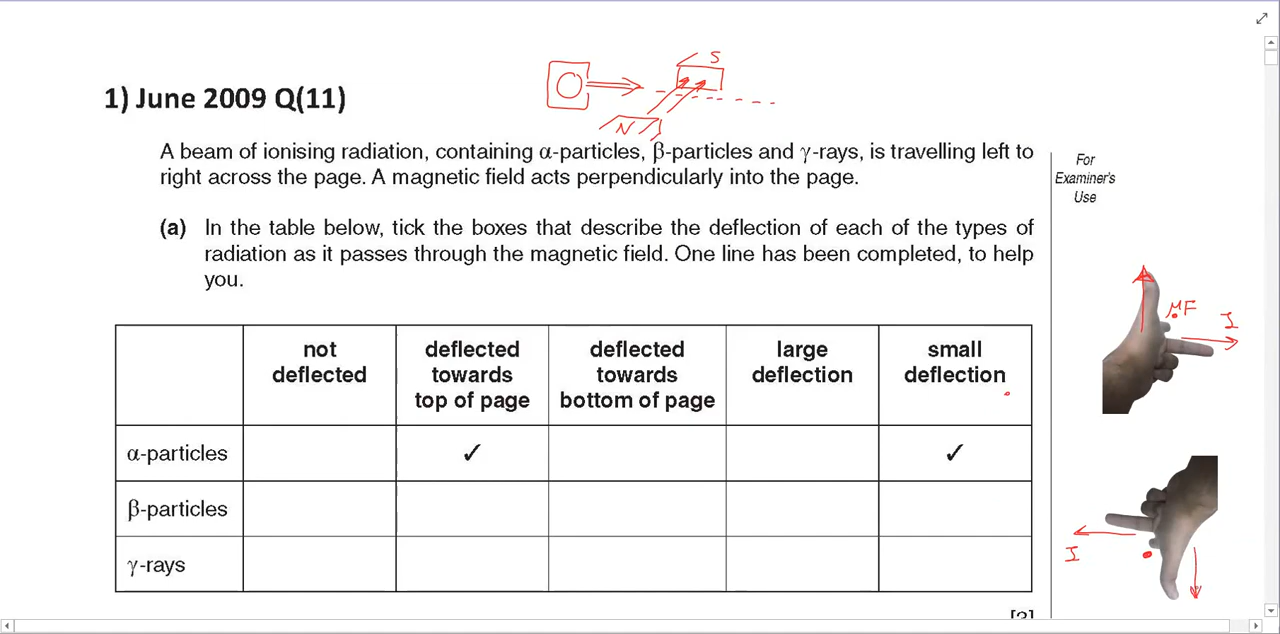 S
1) June 2009 Q(11)
N
A beam of ionising radiation, containing α-particles, β-particles and γ-rays, is travelling left to
right across the page. A magnetic field acts perpendicularly into the page.
For
Examiner's
Use
(a) In the table below, tick the boxes that describe the deflection of each of the types of
radiation as it passes through the magnetic field. One line has been completed, to help
you.
MF
I
not
deflected
deflected
towards
top of page
deflected
towards
bottom of page
large
deflection
small
deflection
α-particles ✓ ✓
β-particles
γ-rays
I